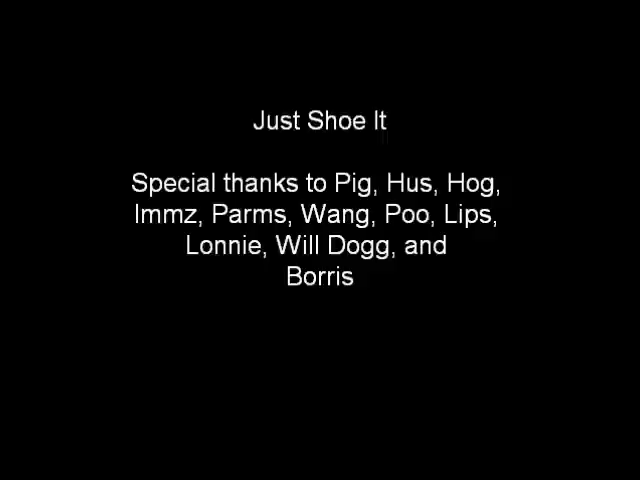 Just Shoe It
Special thanks to Pig, Hus, Hog,
Immz, Parms, Wang, Poo, Lips,
Lonnie, Will Dogg, and
Borris